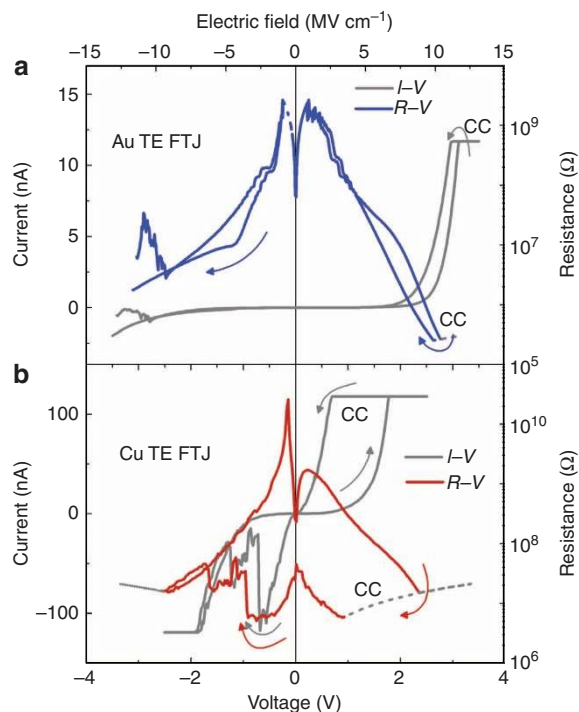 Electric field (MV cm⁻¹)
−15 −10 −5 0 5 10 15
a
15
10
5
0
Current (nA)
Au TE FTJ
I–V
R–V
CC
CC
10⁹
10⁷
10⁵
Resistance (Ω)
b
100
0
−100
Current (nA)
Cu TE FTJ
CC
I–V
R–V
CC
10¹⁰
10⁸
10⁶
Resistance (Ω)
−4 −2 0 2 4
Voltage (V)